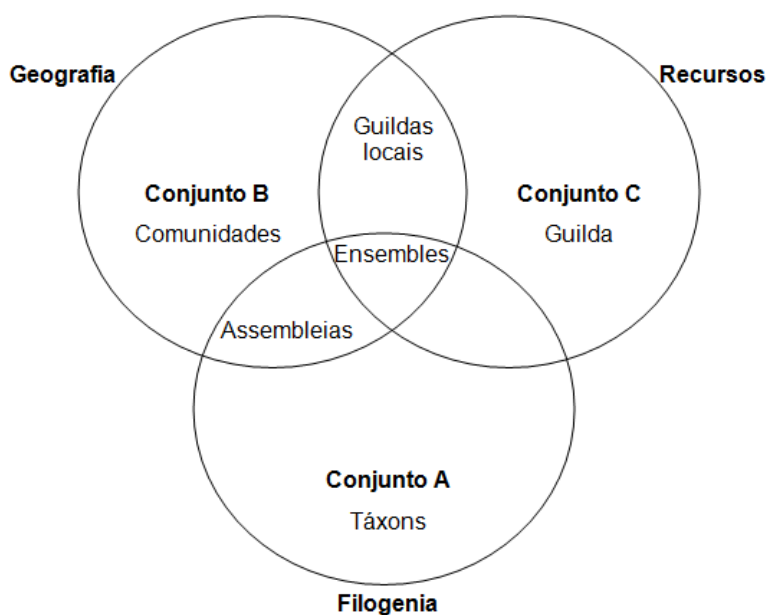 Geografia
Recursos
Guildas
locais
Conjunto B
Comunidades
Conjunto C
Guilda
Ensembles
Assembleias
Conjunto A
Táxons
Filogenia